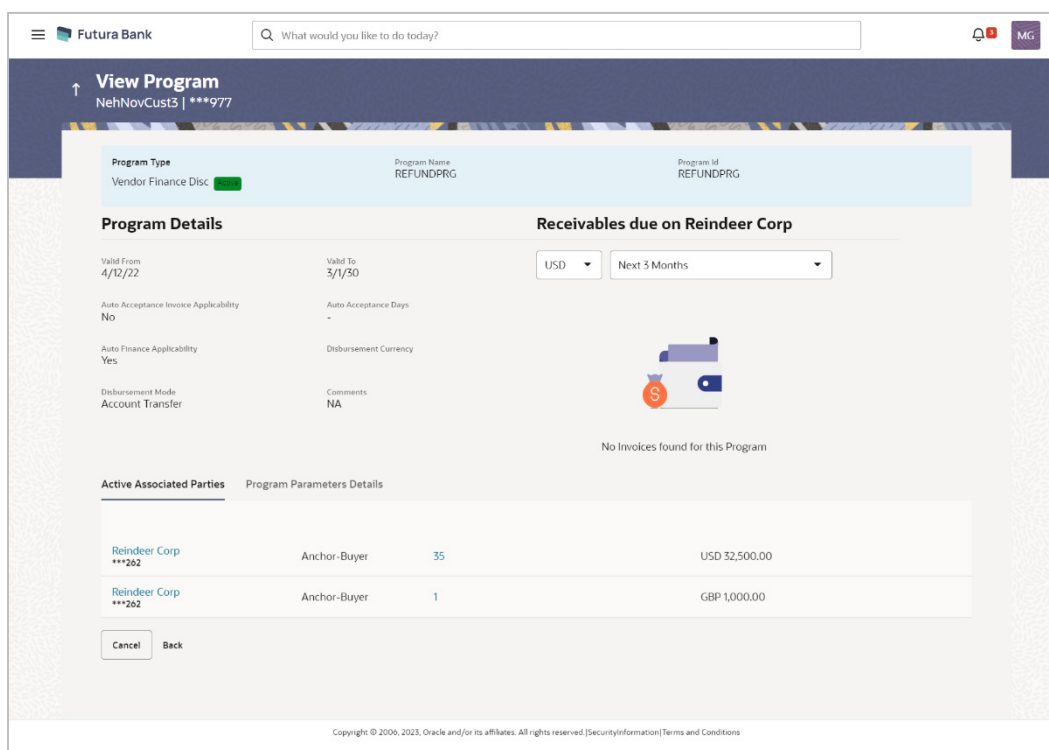 Futura Bank
What would you like to do today?
3
MG
View Program
NehNovCust3 | ***977
Program Type
Vendor Finance Disc Active
Program Name
REFUNDPRG
Program Id
REFUNDPRG
Program Details
Receivables due on Reindeer Corp
Valid From
4/12/22
Valid To
3/1/30
USD
Next 3 Months
Auto Acceptance Invoice Applicability
No
Auto Acceptance Days
-
Auto Finance Applicability
Yes
Disbursement Currency
Disbursement Mode
Account Transfer
Comments
NA
S
No Invoices found for this Program
Active Associated Parties
Program Parameters Details
Reindeer Corp
***262
Anchor-Buyer
35
USD 32,500.00
Reindeer Corp
***262
Anchor-Buyer
1
GBP 1,000.00
Cancel
Back
Copyright © 2006, 2023, Oracle and/or its affiliates. All rights reserved.|SecurityInformation|Terms and Conditions